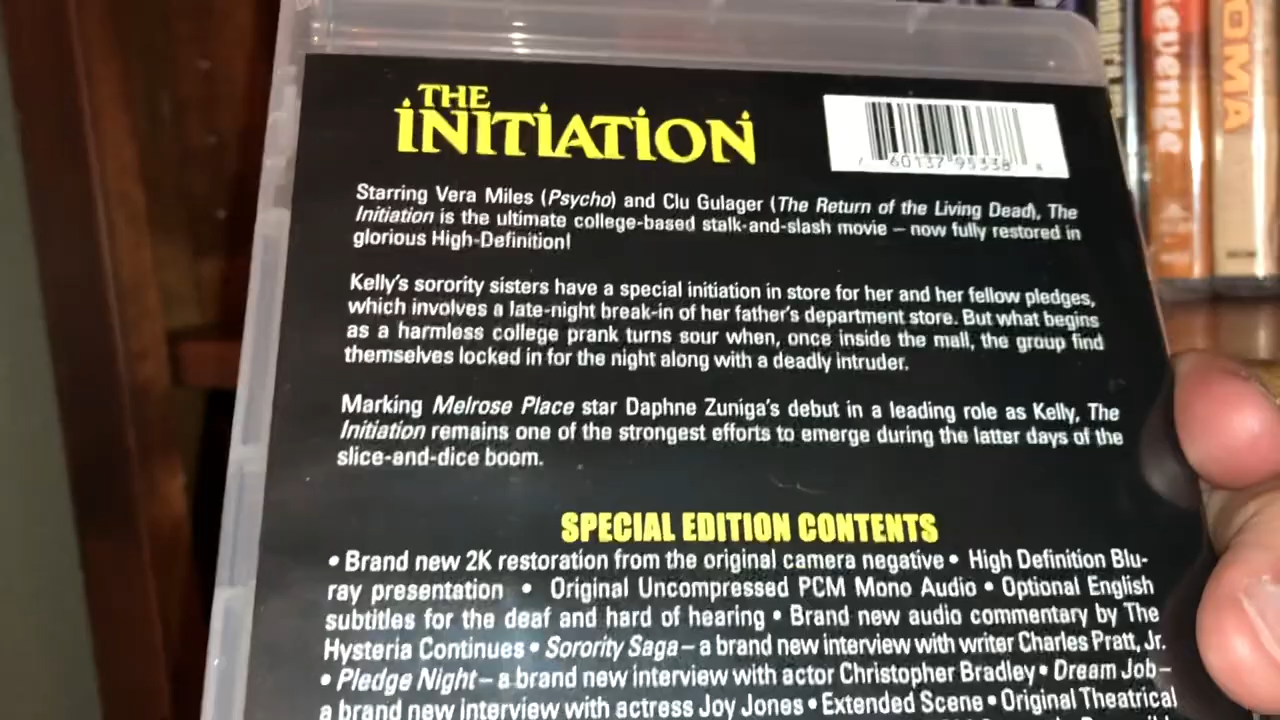 THE
INITIATION
7 60137 95338 8
Starring Vera Miles (Psycho) and Clu Gulager (The Return of the Living Dead), The
Initiation is the ultimate college-based stalk-and-slash movie – now fully restored in
glorious High-Definition!
Kelly's sorority sisters have a special initiation in store for her and her fellow pledges,
which involves a late-night break-in of her father's department store. But what begins
as a harmless college prank turns sour when, once inside the mall, the group find
themselves locked in for the night along with a deadly intruder.
Marking Melrose Place star Daphne Zuniga's debut in a leading role as Kelly, The
Initiation remains one of the strongest efforts to emerge during the latter days of the
slice-and-dice boom.
SPECIAL EDITION CONTENTS
• Brand new 2K restoration from the original camera negative • High Definition Blu-
ray presentation • Original Uncompressed PCM Mono Audio • Optional English
subtitles for the deaf and hard of hearing • Brand new audio commentary by The
Hysteria Continues • Sorority Saga – a brand new interview with writer Charles Pratt, Jr.
• Pledge Night – a brand new interview with actor Christopher Bradley • Dream Job –
a brand new interview with actress Joy Jones • Extended Scene • Original Theatrical
evenge
OMA